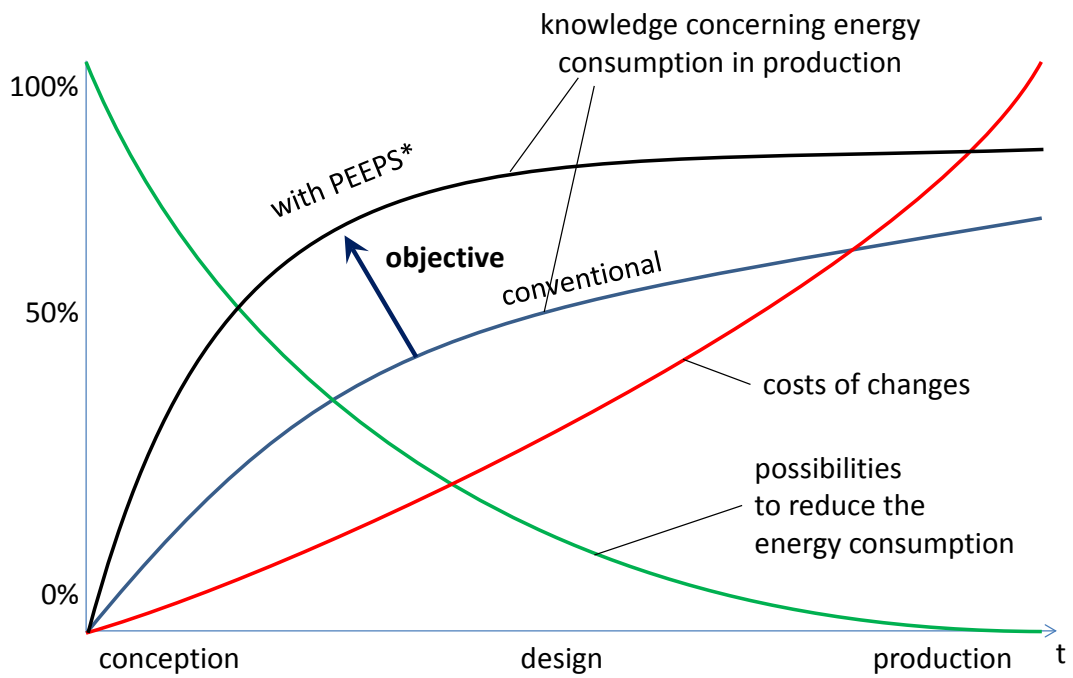 knowledge concerning energy
consumption in production
100%
with PEEPS*
objective
conventional
50%
costs of changes
possibilities
to reduce the
energy consumption
0%
conception
design
production
t